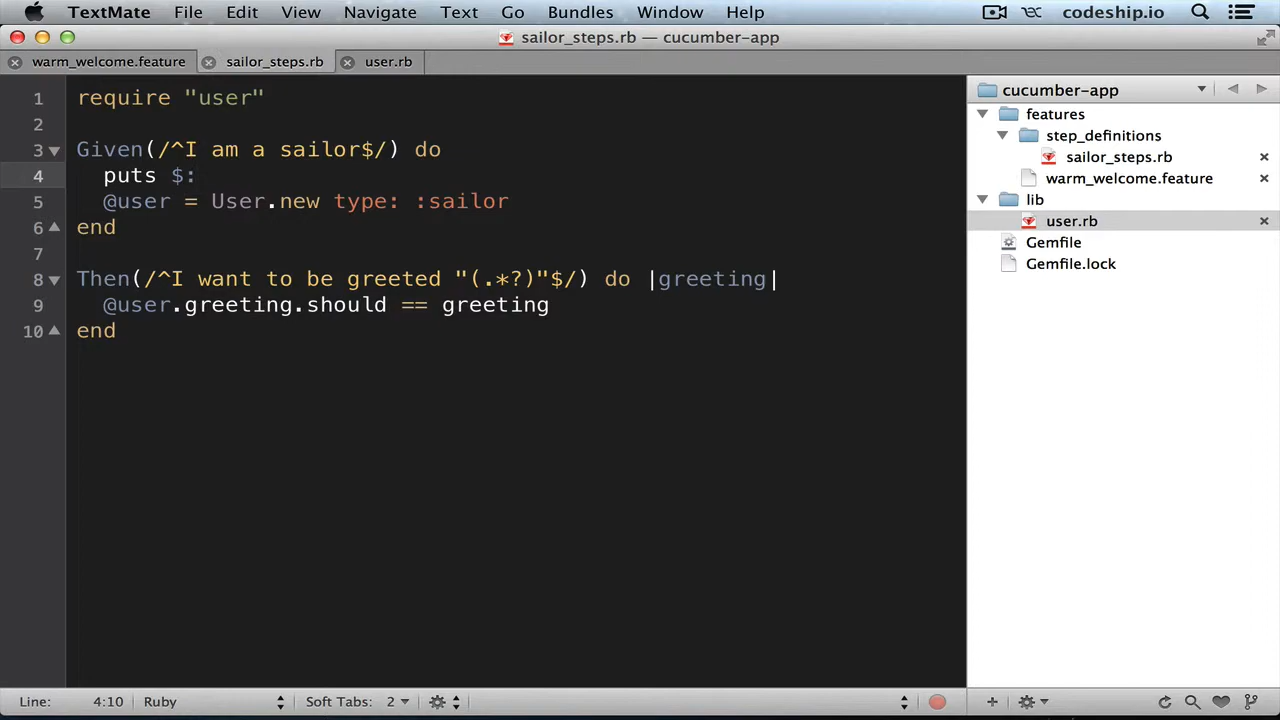 TextMate File Edit View Navigate Text Go Bundles Window Help codeship.io
sailor_steps.rb — cucumber-app
warm_welcome.feature sailor_steps.rb user.rb
1 require "user"
2
3 Given(/^I am a sailor$/) do
4 puts $:
5 @user = User.new type: :sailor
6 end
7
8 Then(/^I want to be greeted "(.*?)"$/) do |greeting|
9 @user.greeting.should == greeting
10 end
cucumber-app
features
step_definitions
sailor_steps.rb
warm_welcome.feature
lib
user.rb
Gemfile
Gemfile.lock
Line: 4:10 Ruby Soft Tabs: 2